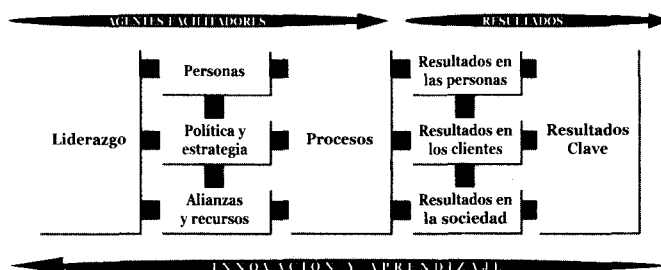 AGENTES FACILITADORES
RESULTADOS
Liderazgo
Personas
Política y
estrategia
Alianzas
y recursos
Procesos
Resultados en
las personas
Resultados en
los clientes
Resultados en
la sociedad
Resultados
Clave
INNOVACIÓN Y APRENDIZAJE